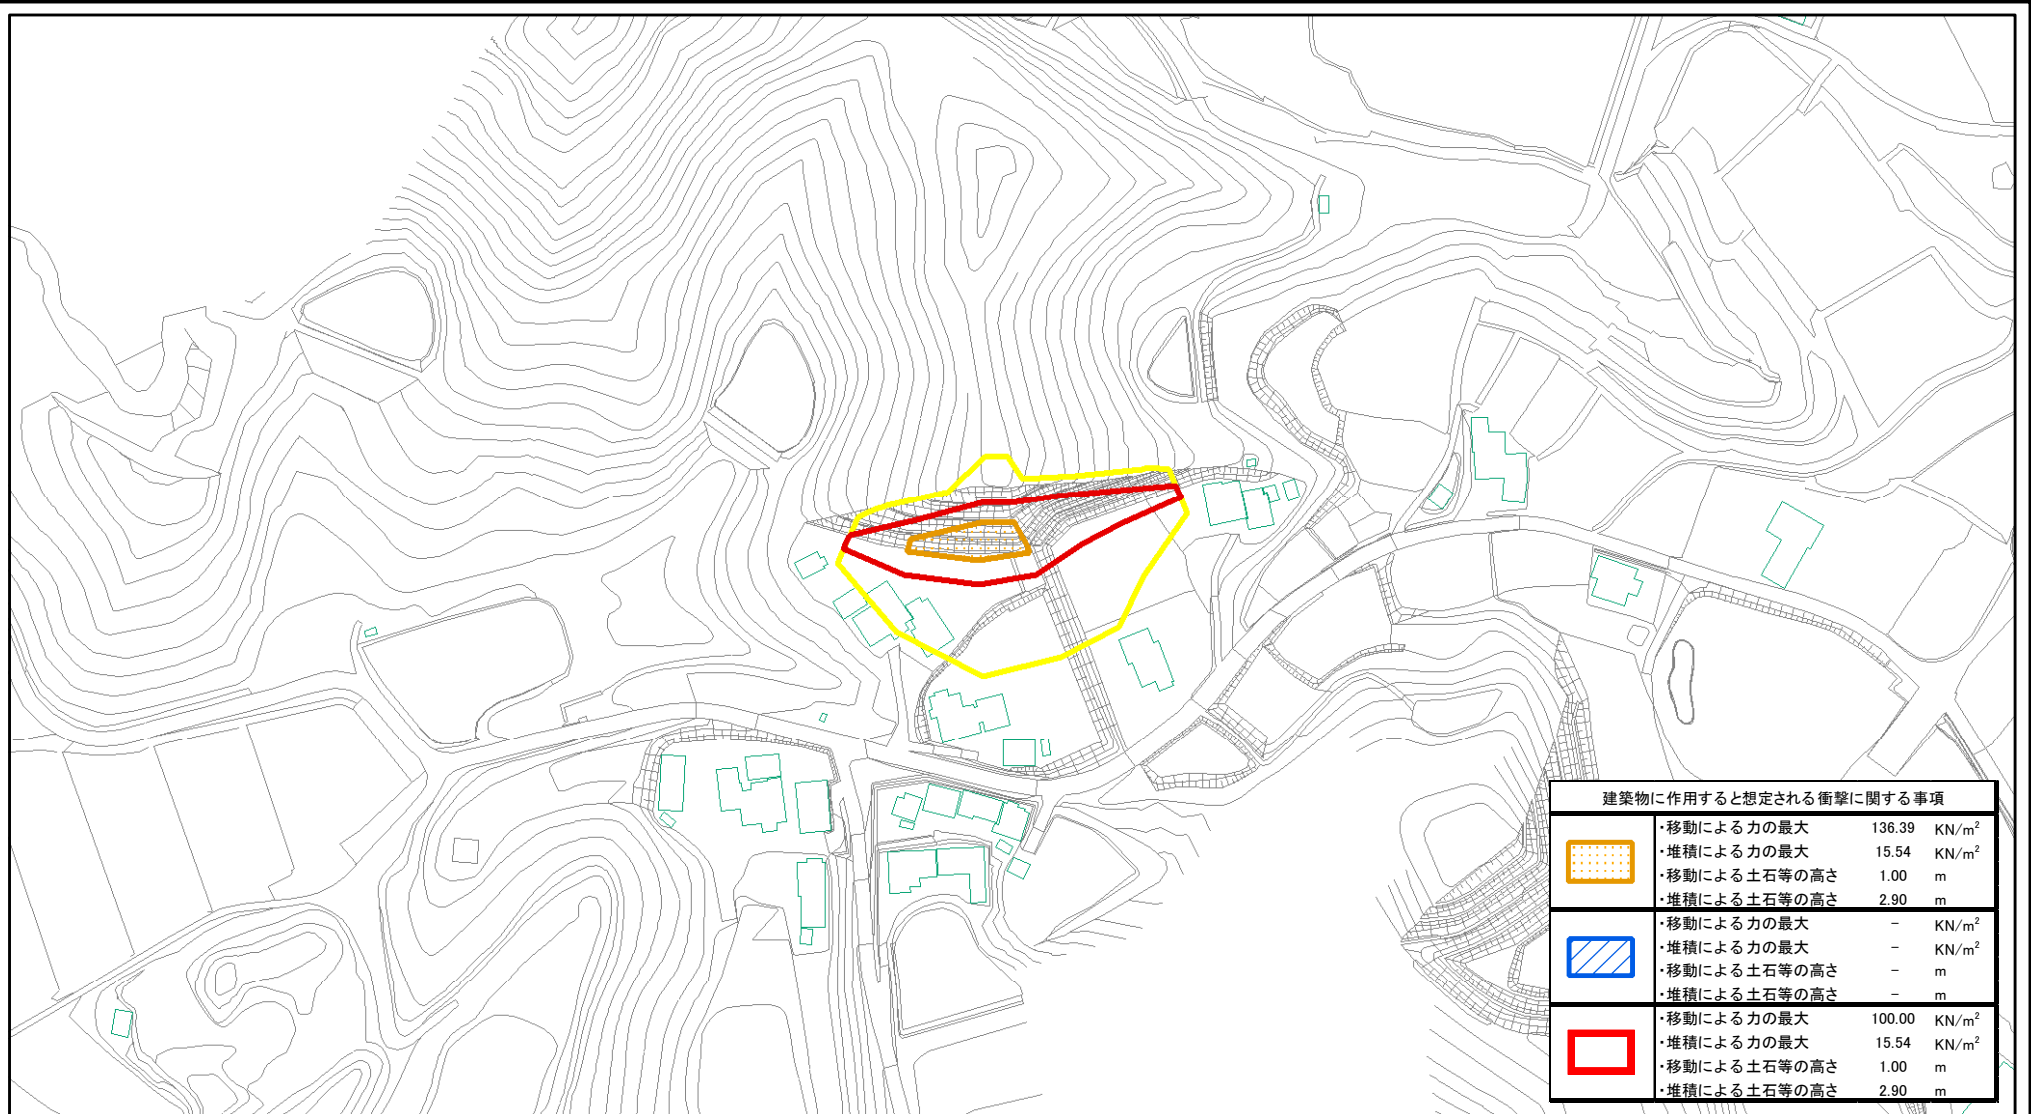 建築物に作用すると想定される衝撃に関する事項
・移動による力の最大 136.39 KN/m²
・堆積による力の最大 15.54 KN/m²
・移動による土石等の高さ 1.00 m
・堆積による土石等の高さ 2.90 m
・移動による力の最大 - KN/m²
・堆積による力の最大 - KN/m²
・移動による土石等の高さ - m
・堆積による土石等の高さ - m
・移動による力の最大 100.00 KN/m²
・堆積による力の最大 15.54 KN/m²
・移動による土石等の高さ 1.00 m
・堆積による土石等の高さ 2.90 m